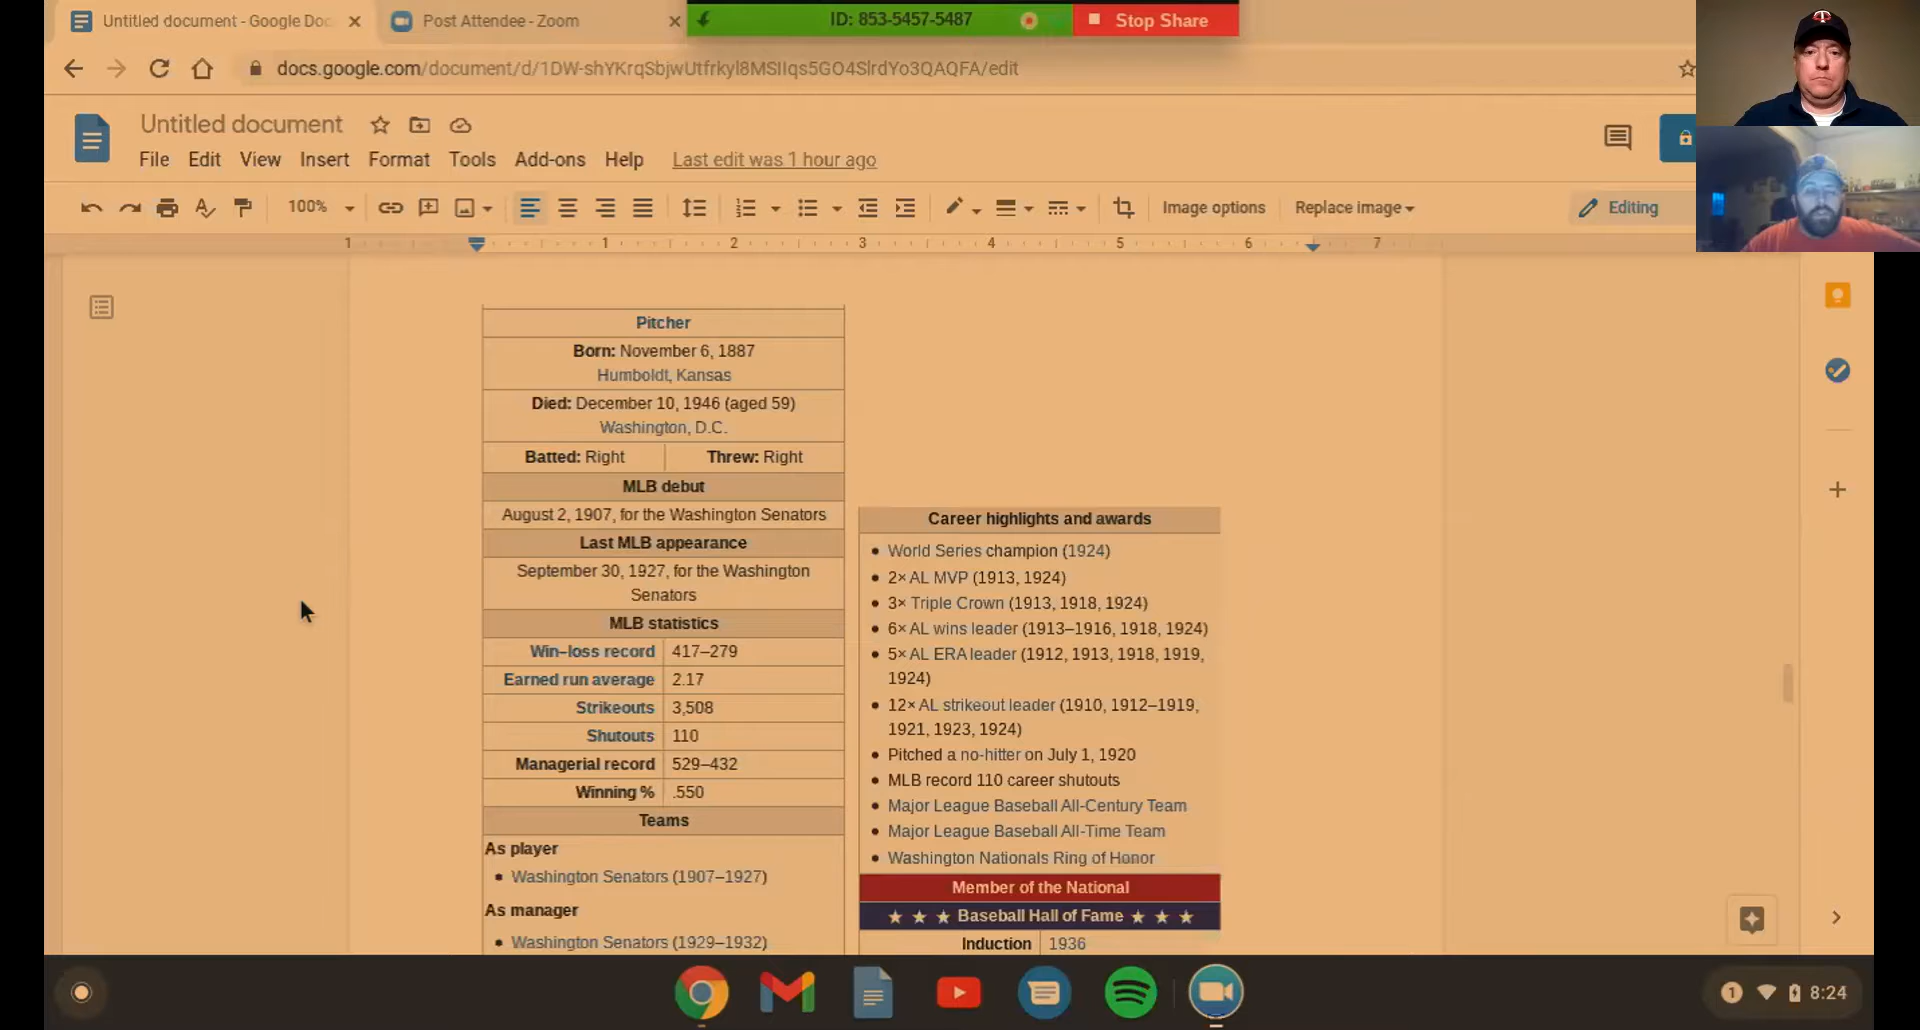 Untitled document - Google Doc
Post Attendee - Zoom
ID: 853-5457-5487
Stop Share
docs.google.com/document/d/1DW-shYKrqSbjwUtfrkyl8MSIIqs5GO4SlrdYo3QAQFA/edit
Untitled document
File Edit View Insert Format Tools Add-ons Help Last edit was 1 hour ago
100% Image options Replace image Editing
1 1 2 3 4 5 6 7
Pitcher
Born: November 6, 1887
Humboldt, Kansas
Died: December 10, 1946 (aged 59)
Washington, D.C.
Batted: Right Threw: Right
MLB debut
August 2, 1907, for the Washington Senators
Last MLB appearance
September 30, 1927, for the Washington
Senators
MLB statistics
Win–loss record 417–279
Earned run average 2.17
Strikeouts 3,508
Shutouts 110
Managerial record 529–432
Winning % .550
Teams
As player
• Washington Senators (1907–1927)
As manager
• Washington Senators (1929–1932)
Career highlights and awards
• World Series champion (1924)
• 2× AL MVP (1913, 1924)
• 3× Triple Crown (1913, 1918, 1924)
• 6× AL wins leader (1913–1916, 1918, 1924)
• 5× AL ERA leader (1912, 1913, 1918, 1919,
1924)
• 12× AL strikeout leader (1910, 1912–1919,
1921, 1923, 1924)
• Pitched a no-hitter on July 1, 1920
• MLB record 110 career shutouts
• Major League Baseball All-Century Team
• Major League Baseball All-Time Team
• Washington Nationals Ring of Honor
Member of the National
★ ★ ★ Baseball Hall of Fame ★ ★ ★
Induction 1936
1 8:24